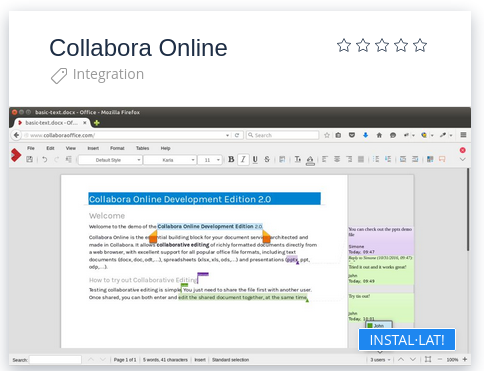 Collabora Online
Integration
basic-text.docx - Office - Mozilla Firefox
basic-text.docx - Of...
www.collaboraoffice.com/
Search
File Edit View Insert Format Tables Help
Default Style Karla 11
Collabora Online Development Edition 2.0
Welcome
Welcome to the demo of the Collabora Online Development Edition 2.0.
Collabora Online is the essential building block for your document server architected and
made in Collabora. It allows collaborative editing of richly formatted documents directly from
a web browser, with excellent support for all popular office file formats, including text
documents (docx, doc, odt,...), spreadsheets (xlsx, xls, ods,...) and presentations (pptx, ppt,
odp,...).
How to try out Collaborative Editing
Testing collaborative editing is simple. You just need to share the file first with another user.
Once shared, you can both enter and edit the shared document together, at the same time.
You can check out the pptx demo
file
Simone
Today, 09:47
Reply to Simone (10/31/2016, 09:47)
Tried it out and it works great!
John
Today, 09:49
Try tis out!
John
John
INSTAL·LAT!
Search: Page 1 of 1 5 words, 41 characters Insert Standard selection 3 users 100%